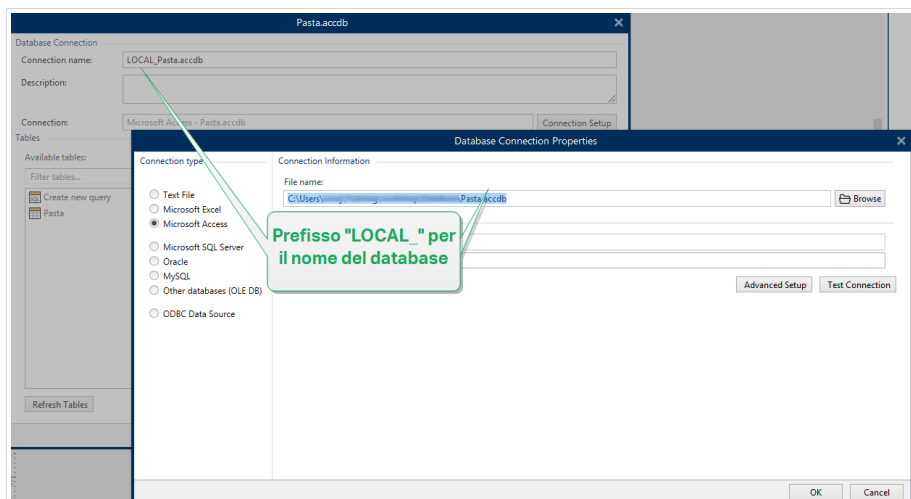 Pasta.accdb
Database Connection
Connection name:
LOCAL_Pasta.accdb
Description:
Connection:
Microsoft Access - Pasta.accdb
Connection Setup
Tables
Available tables:
Filter tables...
Create new query
Pasta
Refresh Tables
Database Connection Properties
Connection type
Text File
Microsoft Excel
Microsoft Access
Microsoft SQL Server
Oracle
MySQL
Other databases (OLE DB)
ODBC Data Source
Connection Information
File name:
C:\Users\ \Pasta.accdb
Browse
Prefisso "LOCAL_" per
il nome del database
Advanced Setup
Test Connection
OK
Cancel